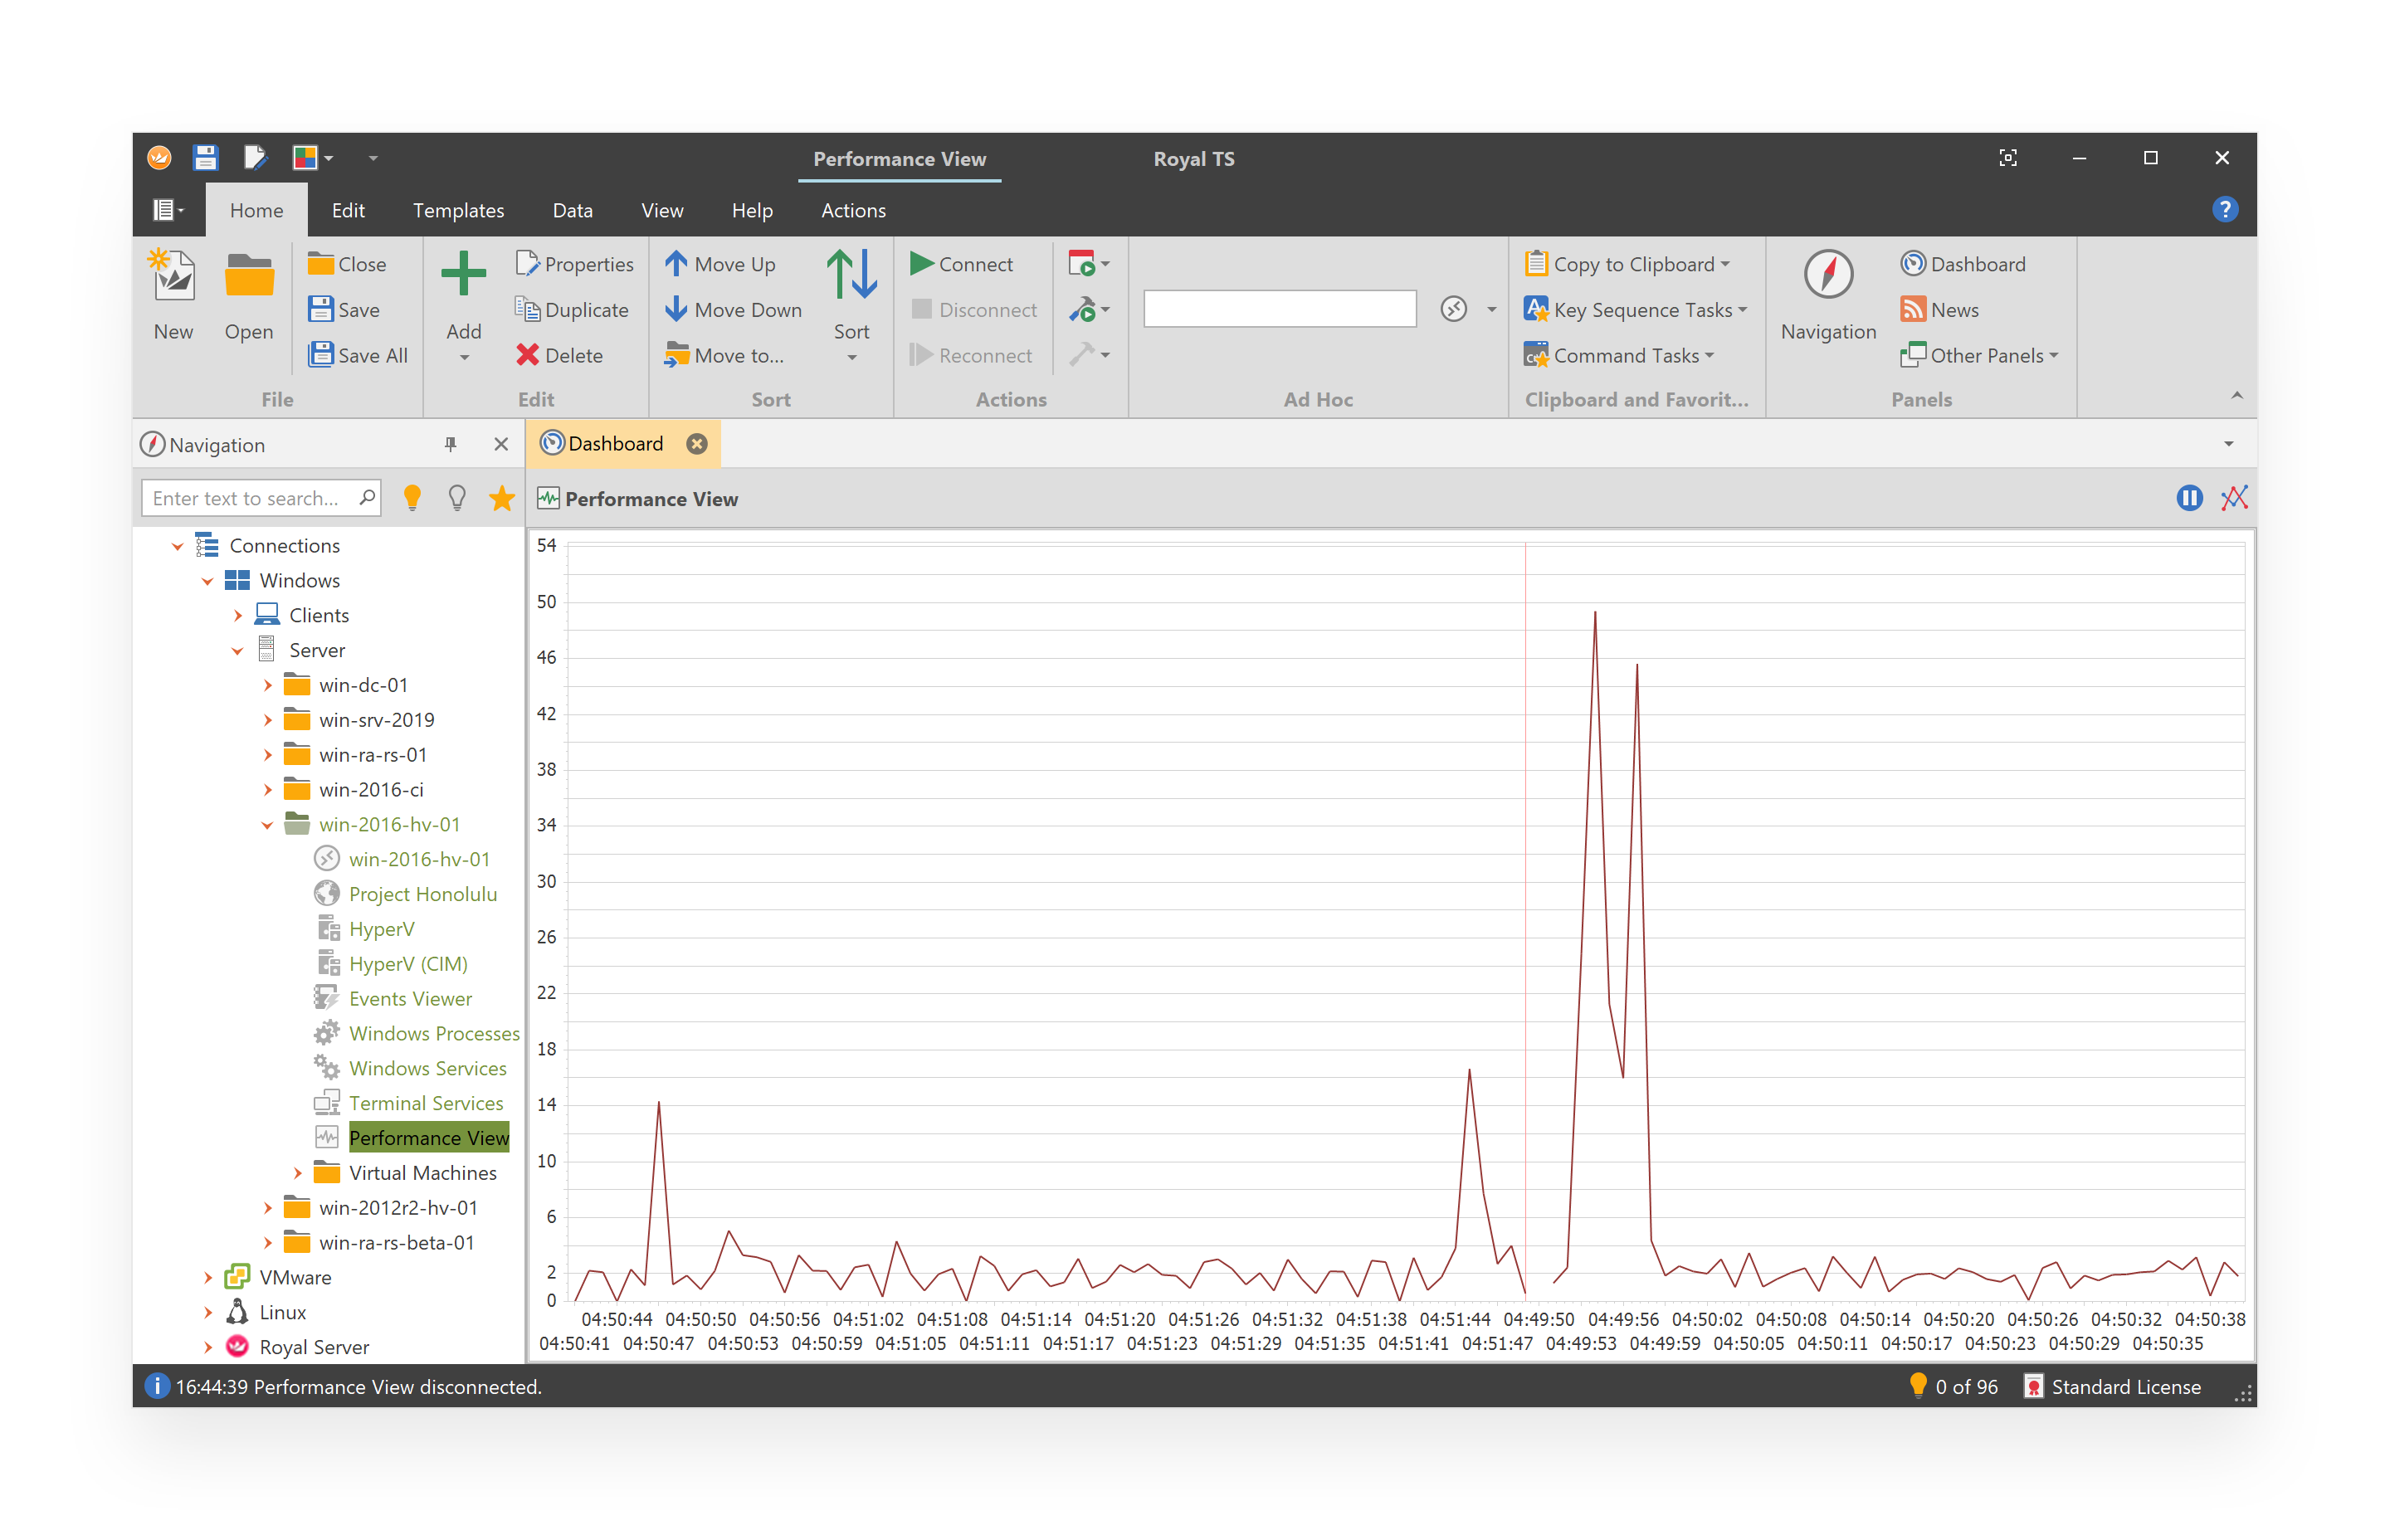 Performance View
Royal TS
Home
Edit
Templates
Data
View
Help
Actions
?
New
Open
Close
Save
Save All
File
Add
Properties
Duplicate
Delete
Edit
Move Up
Move Down
Move to...
Sort
Sort
Connect
Disconnect
Reconnect
Actions
Ad Hoc
Copy to Clipboard
Key Sequence Tasks
Command Tasks
Clipboard and Favorit...
Navigation
Dashboard
News
Other Panels
Panels
Navigation
Enter text to search...
Connections
Windows
Clients
Server
win-dc-01
win-srv-2019
win-ra-rs-01
win-2016-ci
win-2016-hv-01
win-2016-hv-01
Project Honolulu
HyperV
HyperV (CIM)
Events Viewer
Windows Processes
Windows Services
Terminal Services
Performance View
Virtual Machines
win-2012r2-hv-01
win-ra-rs-beta-01
VMware
Linux
Royal Server
Dashboard
Performance View
54
50
46
42
38
34
30
26
22
18
14
10
6
2
0
04:50:44 04:50:50 04:50:56 04:51:02 04:51:08 04:51:14 04:51:20 04:51:26 04:51:32 04:51:38 04:51:44 04:49:50 04:49:56 04:50:02 04:50:08 04:50:14 04:50:20 04:50:26 04:50:32 04:50:38
04:50:41 04:50:47 04:50:53 04:50:59 04:51:05 04:51:11 04:51:17 04:51:23 04:51:29 04:51:35 04:51:41 04:51:47 04:49:53 04:49:59 04:50:05 04:50:11 04:50:17 04:50:23 04:50:29 04:50:35
16:44:39 Performance View disconnected.
0 of 96
Standard License